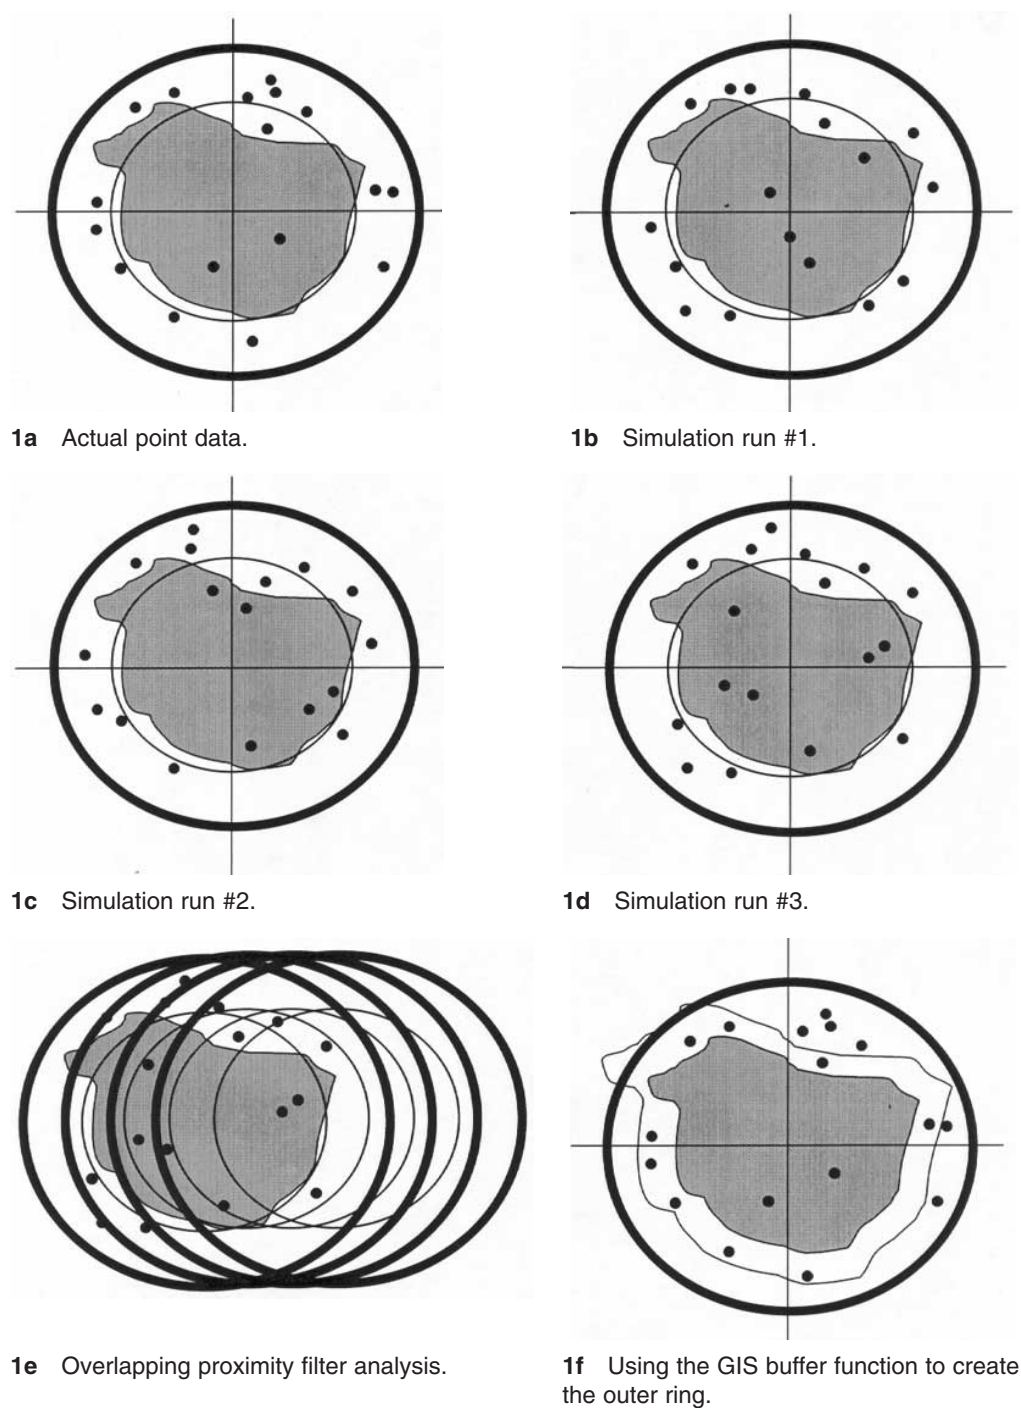 1a Actual point data.
1b Simulation run #1.
1c Simulation run #2.
1d Simulation run #3.
1e Overlapping proximity filter analysis.
1f Using the GIS buffer function to create
the outer ring.